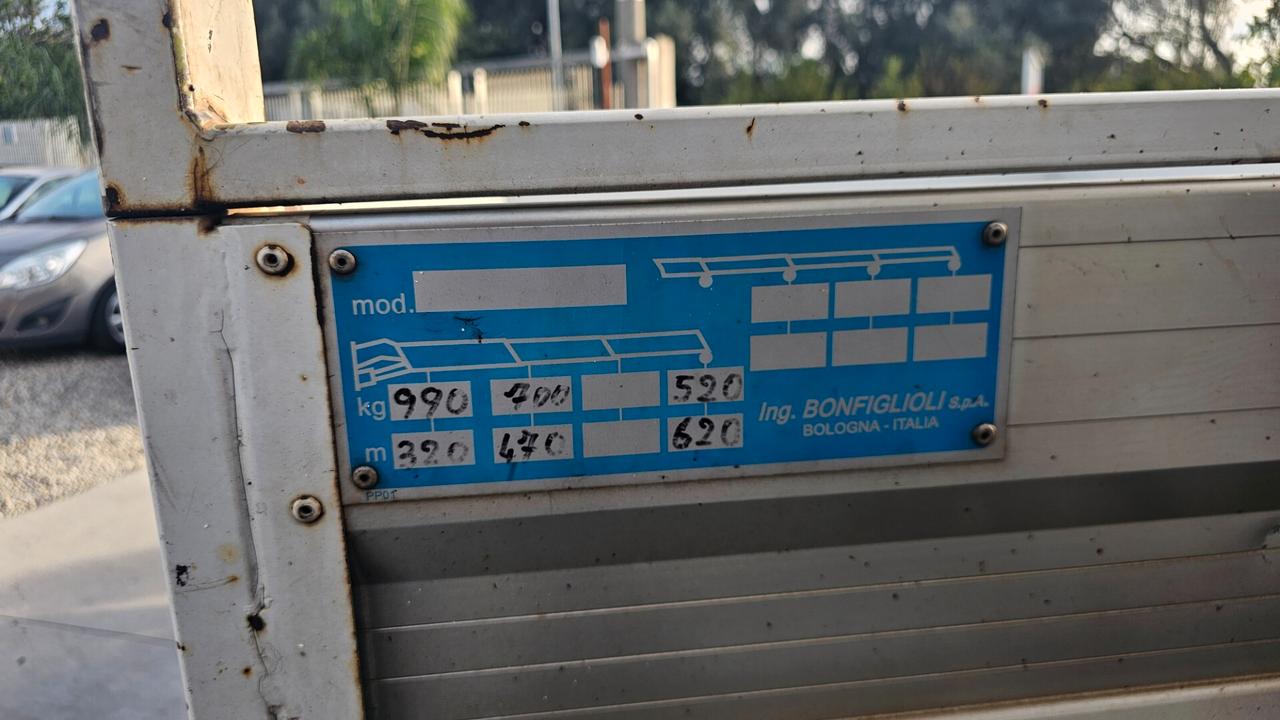 mod.
kg 990 700 520
m 320 470 620
Ing. BONFIGLIOLI S.p.A.
BOLOGNA - ITALIA
PP01